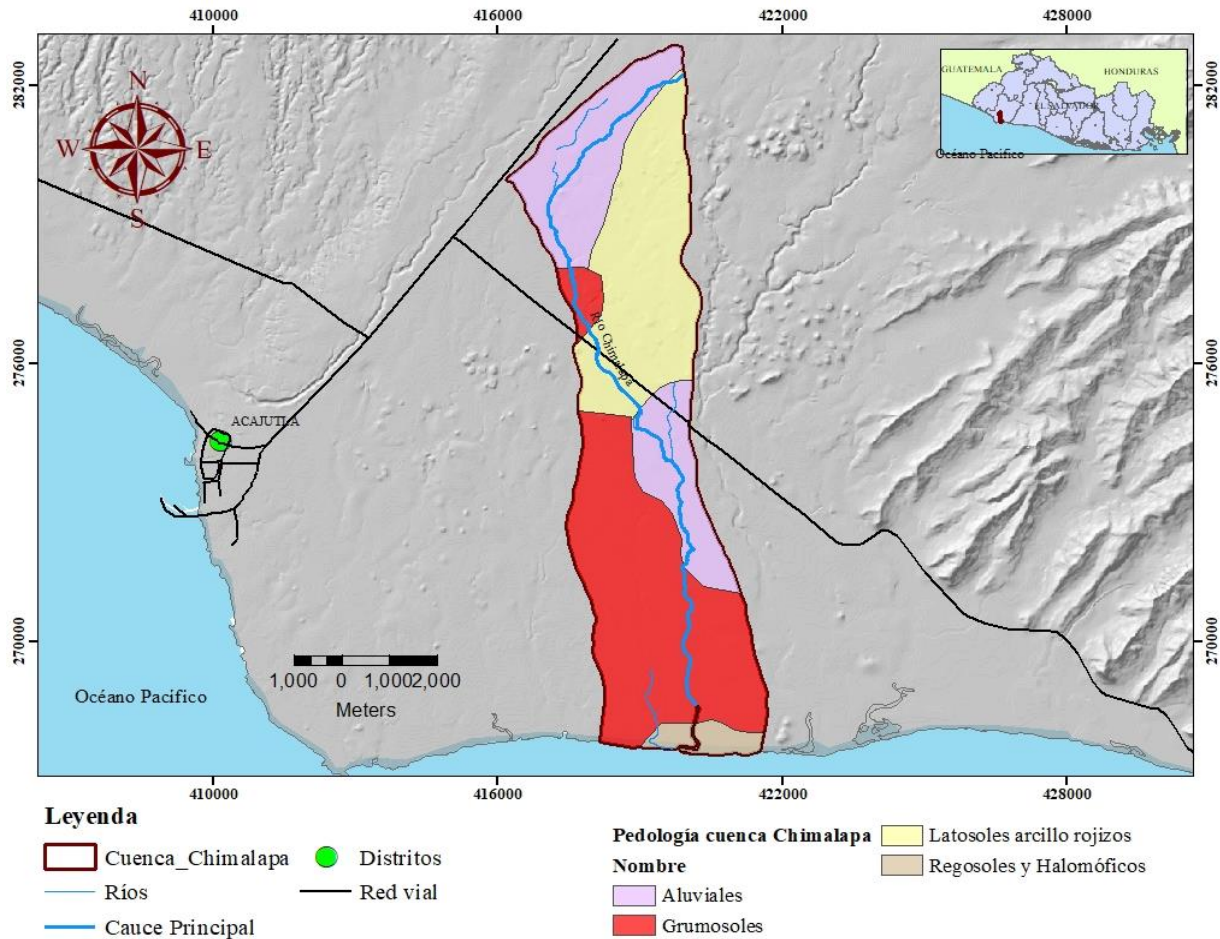 410000
416000
422000
428000
282000
282000
N
W
E
S
GUATEMALA
HONDURAS
EL SALVADOR
Océano Pacifico
276000
276000
Río Chimalapa
ACAJUTLA
270000
270000
1,000
0
1,000
2,000
Meters
Océano Pacifico
410000
416000
422000
428000
Leyenda
Cuenca_Chimalapa
Distritos
Ríos
Red vial
Cauce Principal
Pedología cuenca Chimalapa
Nombre
Aluviales
Grumosoles
Latosoles arcillo rojizos
Regosoles y Halomóficos